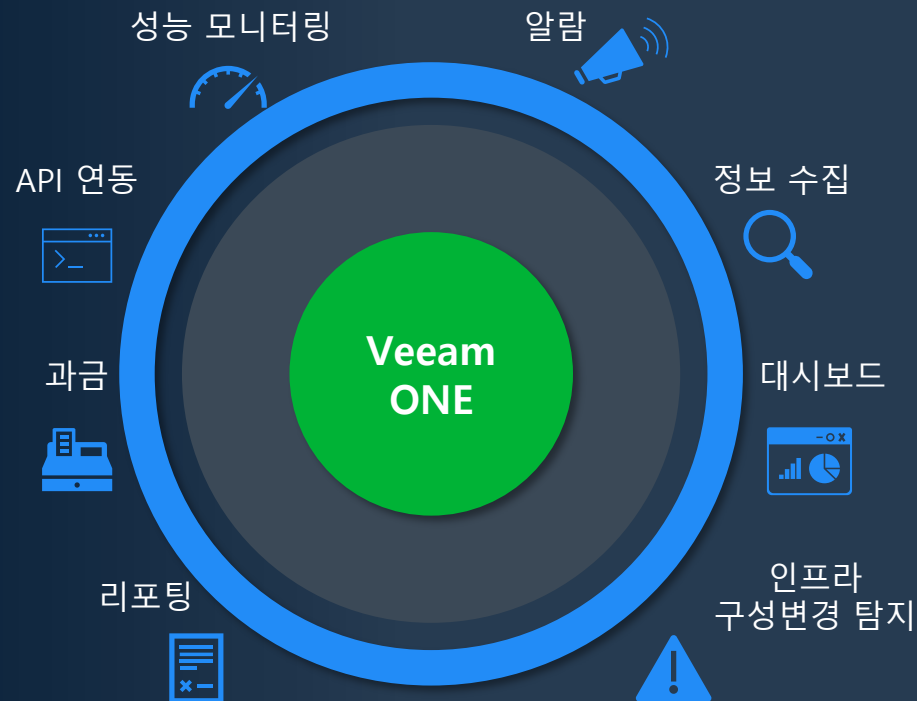 성능 모니터링
알람
API 연동
정보 수집
Veeam
ONE
과금
대시보드
리포팅
인프라
구성변경 탐지